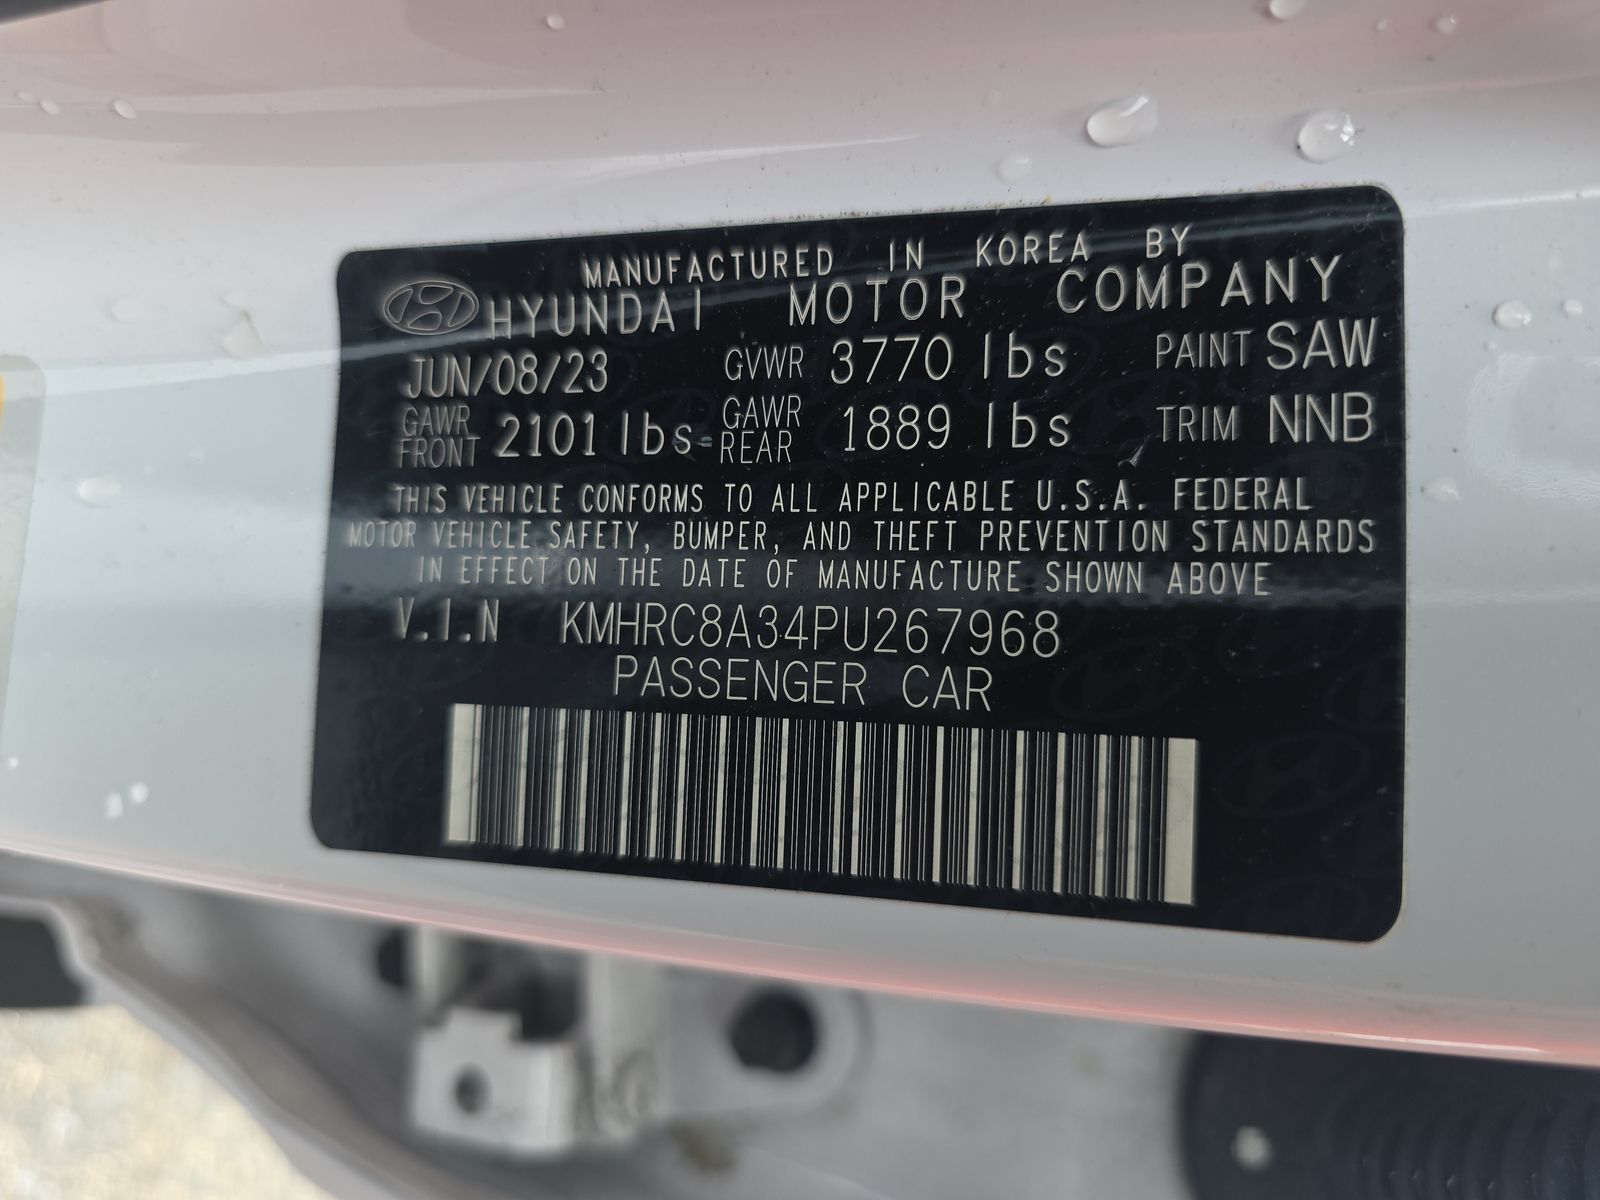 MANUFACTURED IN KOREA BY
HYUNDAI MOTOR COMPANY
JUN/08/23 GVWR 3770 lbs PAINT SAW
GAWR FRONT 2101 lbs GAWR REAR 1889 lbs TRIM NNB
THIS VEHICLE CONFORMS TO ALL APPLICABLE U.S.A. FEDERAL
MOTOR VEHICLE SAFETY, BUMPER, AND THEFT PREVENTION STANDARDS
IN EFFECT ON THE DATE OF MANUFACTURE SHOWN ABOVE
V.I.N KMHRC8A34PU267968
PASSENGER CAR